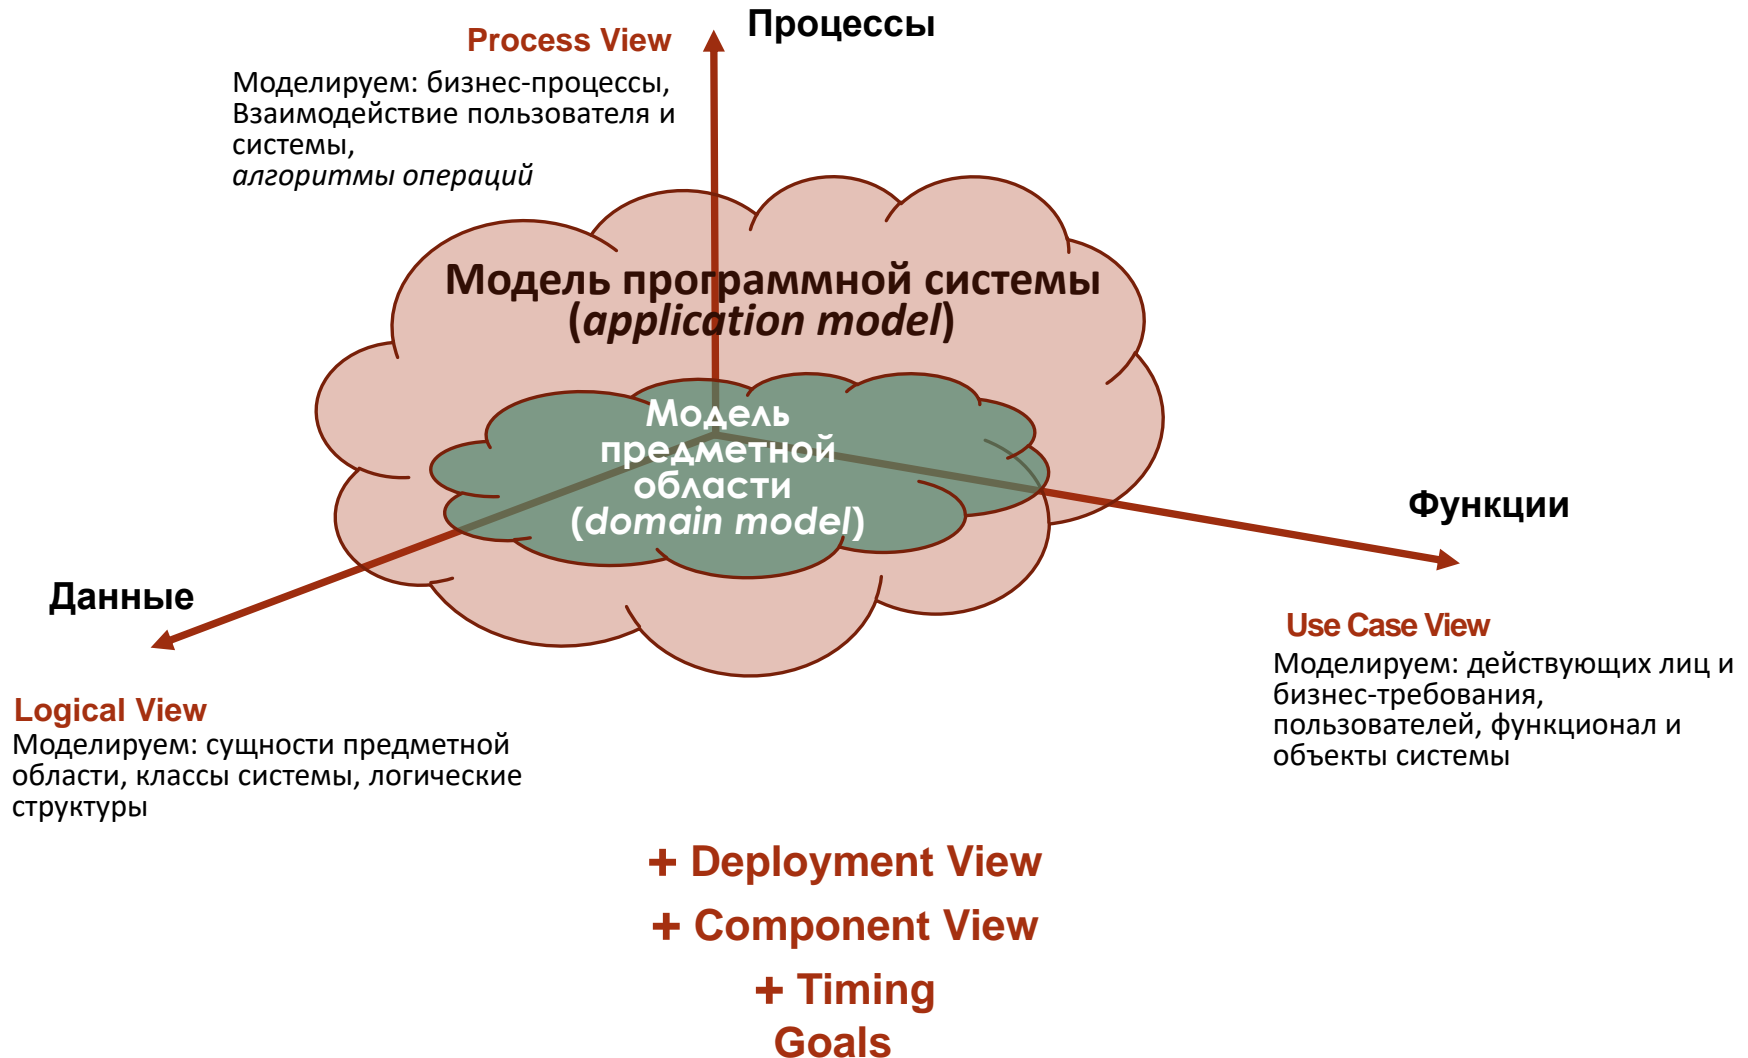 Процессы
Process View
Моделируем: бизнес-процессы,
Взаимодействие пользователя и
системы,
алгоритмы операций
Модель программной системы
(application model)
Модель
предметной
области
(domain model)
Функции
Данные
Use Case View
Моделируем: действующих лиц и
бизнес-требования,
пользователей, функционал и
объекты системы
Logical View
Моделируем: сущности предметной
области, классы системы, логические
структуры
+ Deployment View
+ Component View
+ Timing
Goals